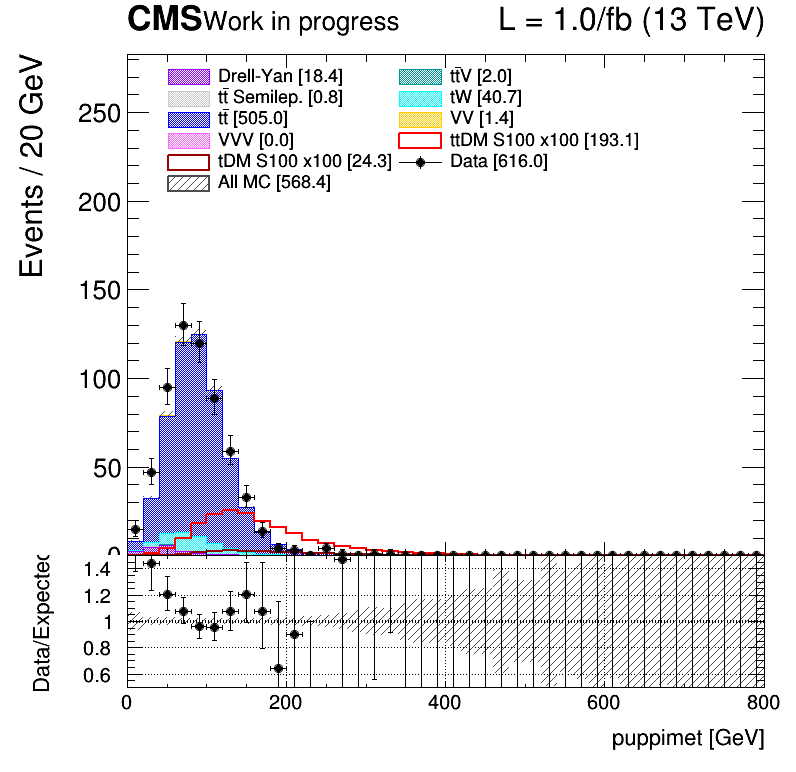 CMS Work in progress L = 1.0/fb (13 TeV)
Events / 20 GeV
250
200
150
100
50
0
Drell-Yan [18.4]
tt̄ Semilep. [0.8]
tt̄ [505.0]
VVV [0.0]
tDM S100 x100 [24.3]
All MC [568.4]
tt̄V [2.0]
tW [40.7]
VV [1.4]
ttDM S100 x100 [193.1]
Data [616.0]
Data/Expected
1.4
1.2
1
0.8
0.6
0 200 400 600 800
puppimet [GeV]